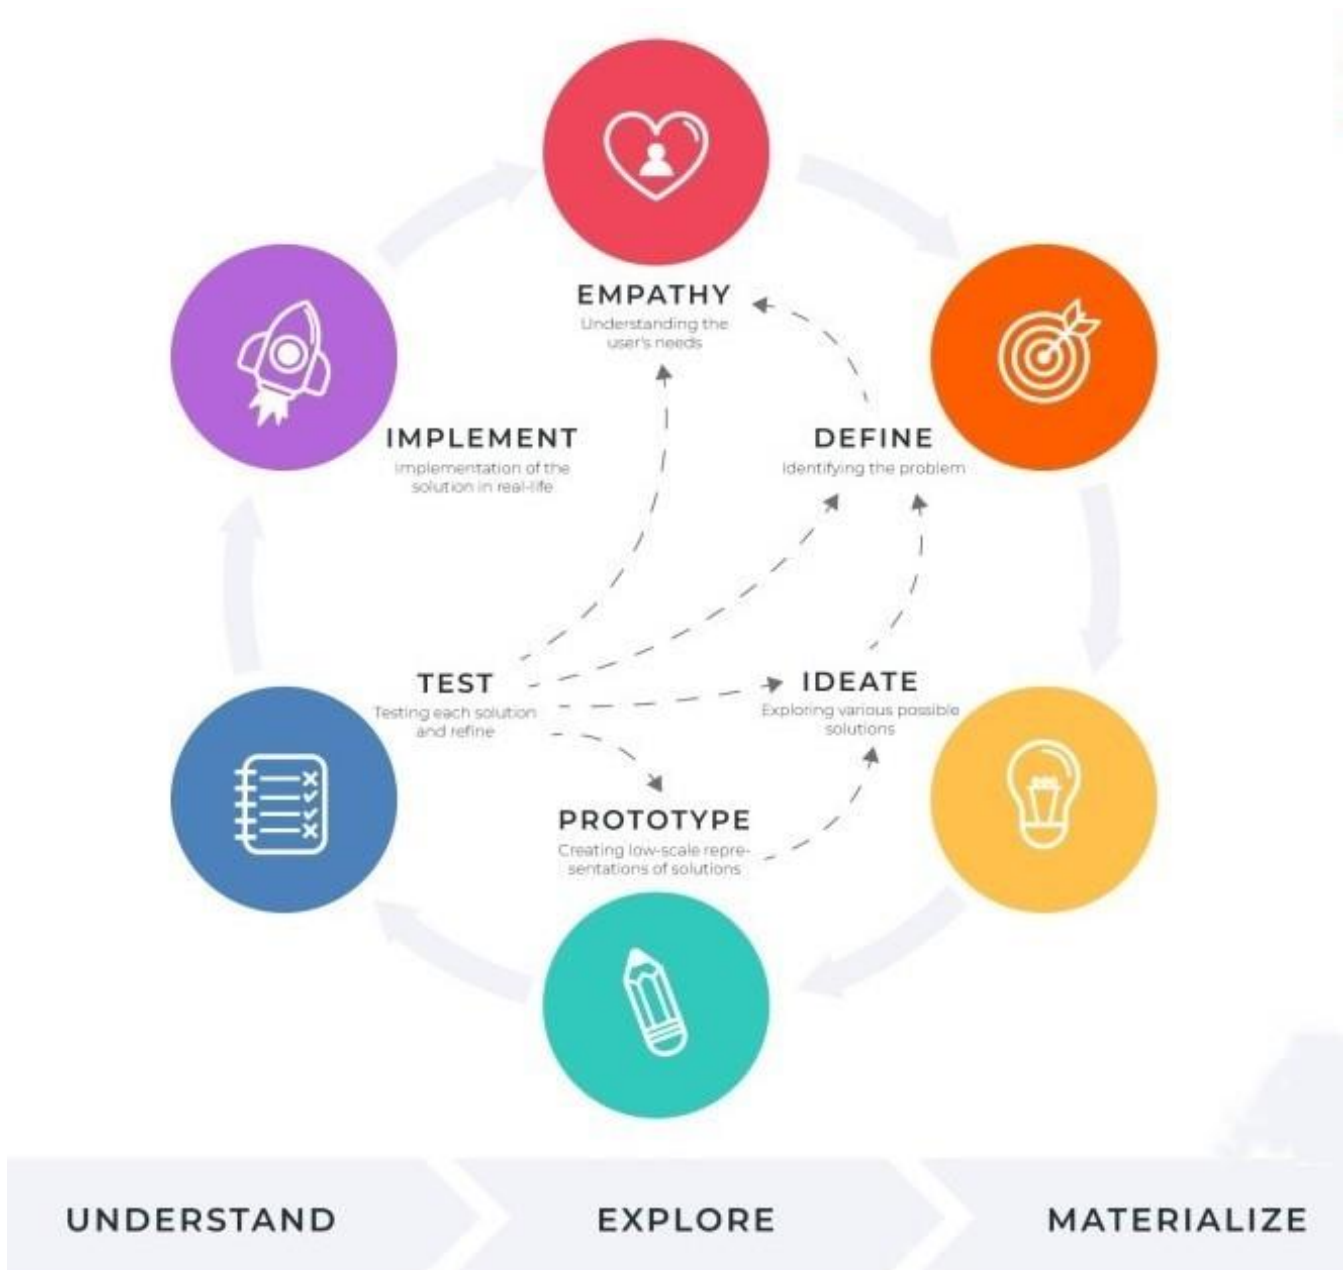 EMPATHY
Understanding the
user's needs
IMPLEMENT
Implementation of the
solution in real-life
DEFINE
Identifying the problem
TEST
Testing each solution
and refine
IDEATE
Exploring various possible
solutions
PROTOTYPE
Creating low-scale repre-
sentations of solutions
UNDERSTAND
EXPLORE
MATERIALIZE